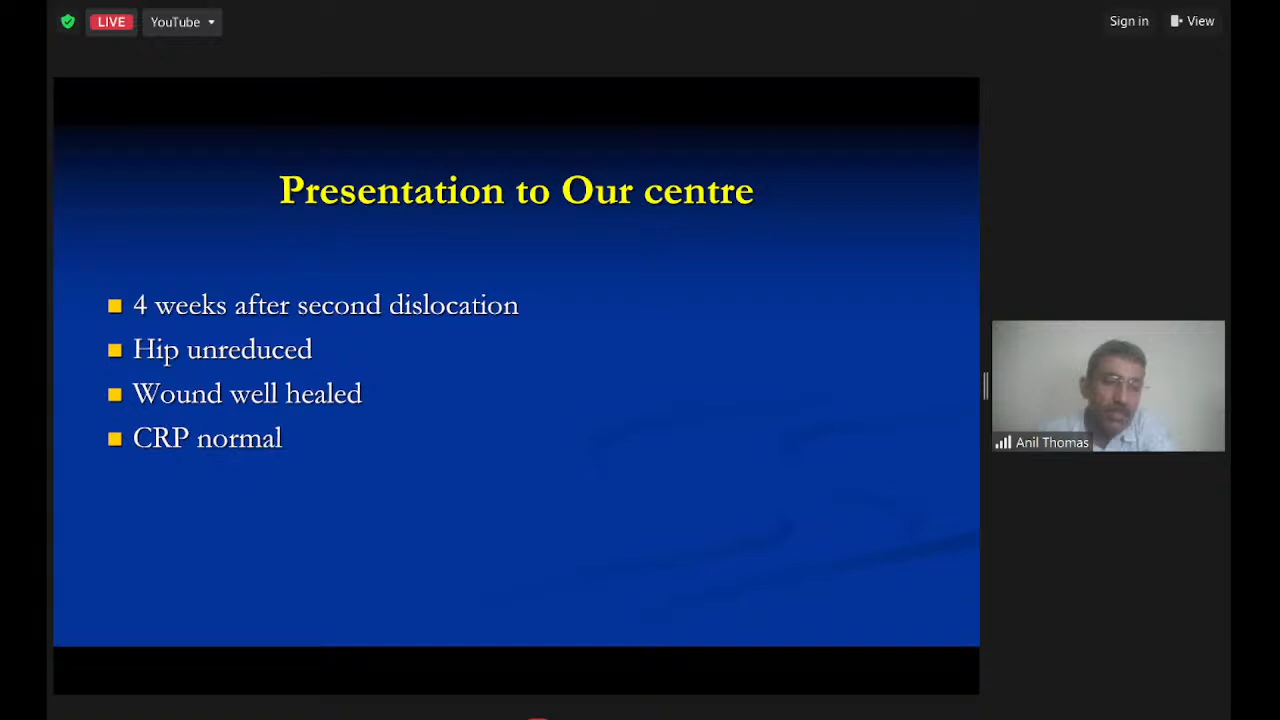 LIVE
YouTube
Sign in
View
Presentation to Our centre
4 weeks after second dislocation
Hip unreduced
Wound well healed
CRP normal
Anil Thomas